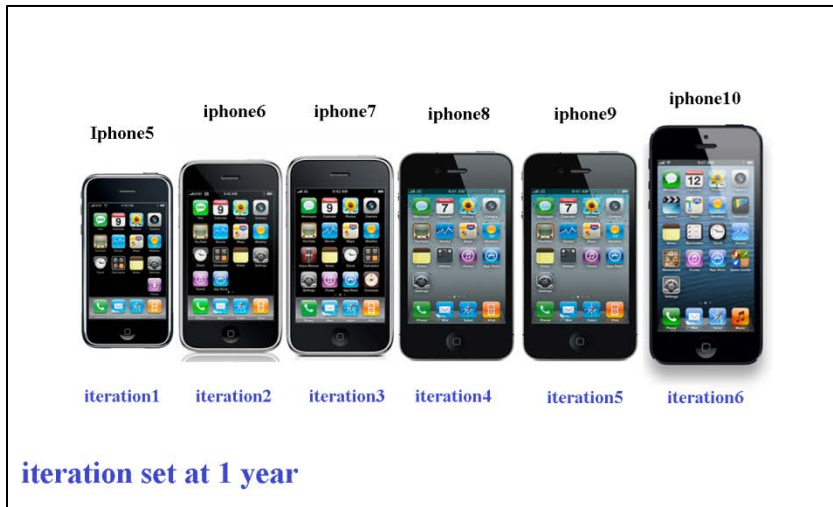 Iphone5
iphone6
iphone7
iphone8
iphone9
iphone10
iteration1
iteration2
iteration3
iteration4
iteration5
iteration6
iteration set at 1 year